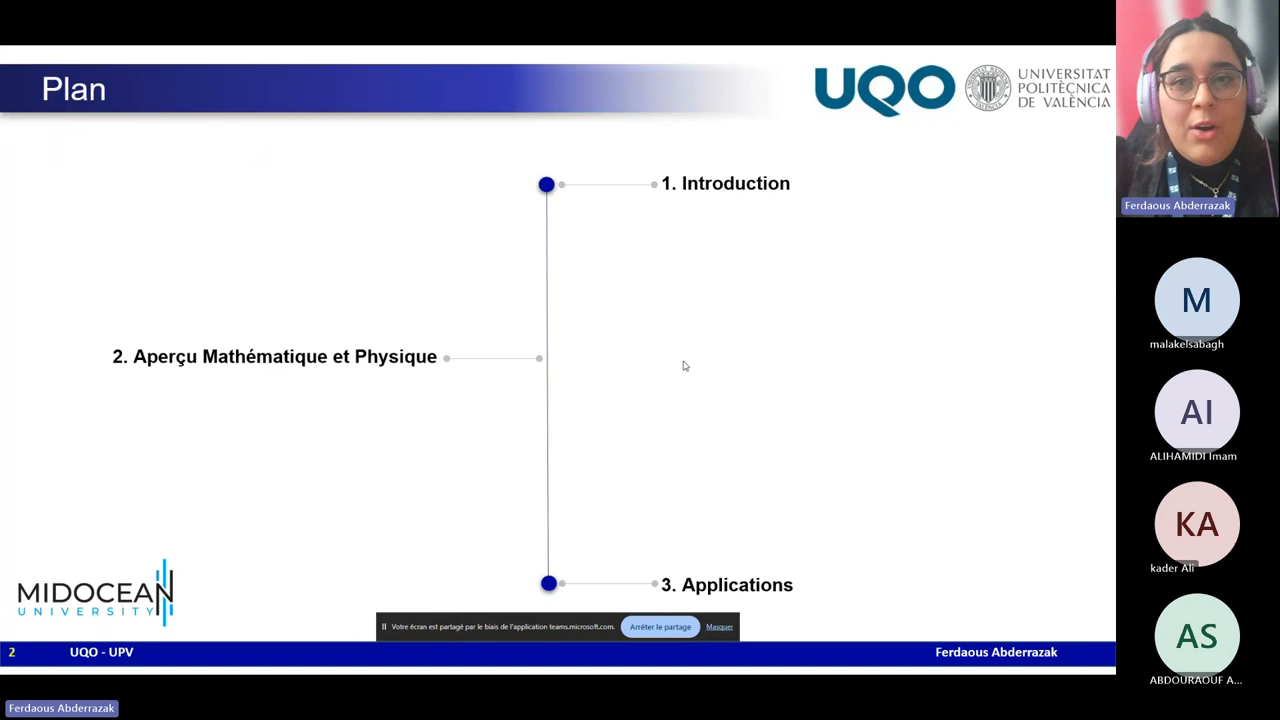 Plan
UQO
UNIVERSITAT
POLITÈCNICA
DE VALÈNCIA
1. Introduction
2. Aperçu Mathématique et Physique
3. Applications
MIDOCEAN
UNIVERSITY
Votre écran est partagé par le biais de l'application teams.microsoft.com.
Arrêter le partage
Masquer
2
UQO - UPV
Ferdaous Abderrazak
Ferdaous Abderrazak
Ferdaous Abderrazak
M
malakelsabagh
AI
ALIHAMIDI Imam
KA
kader Ali
AS
ABDOURAOUF A...